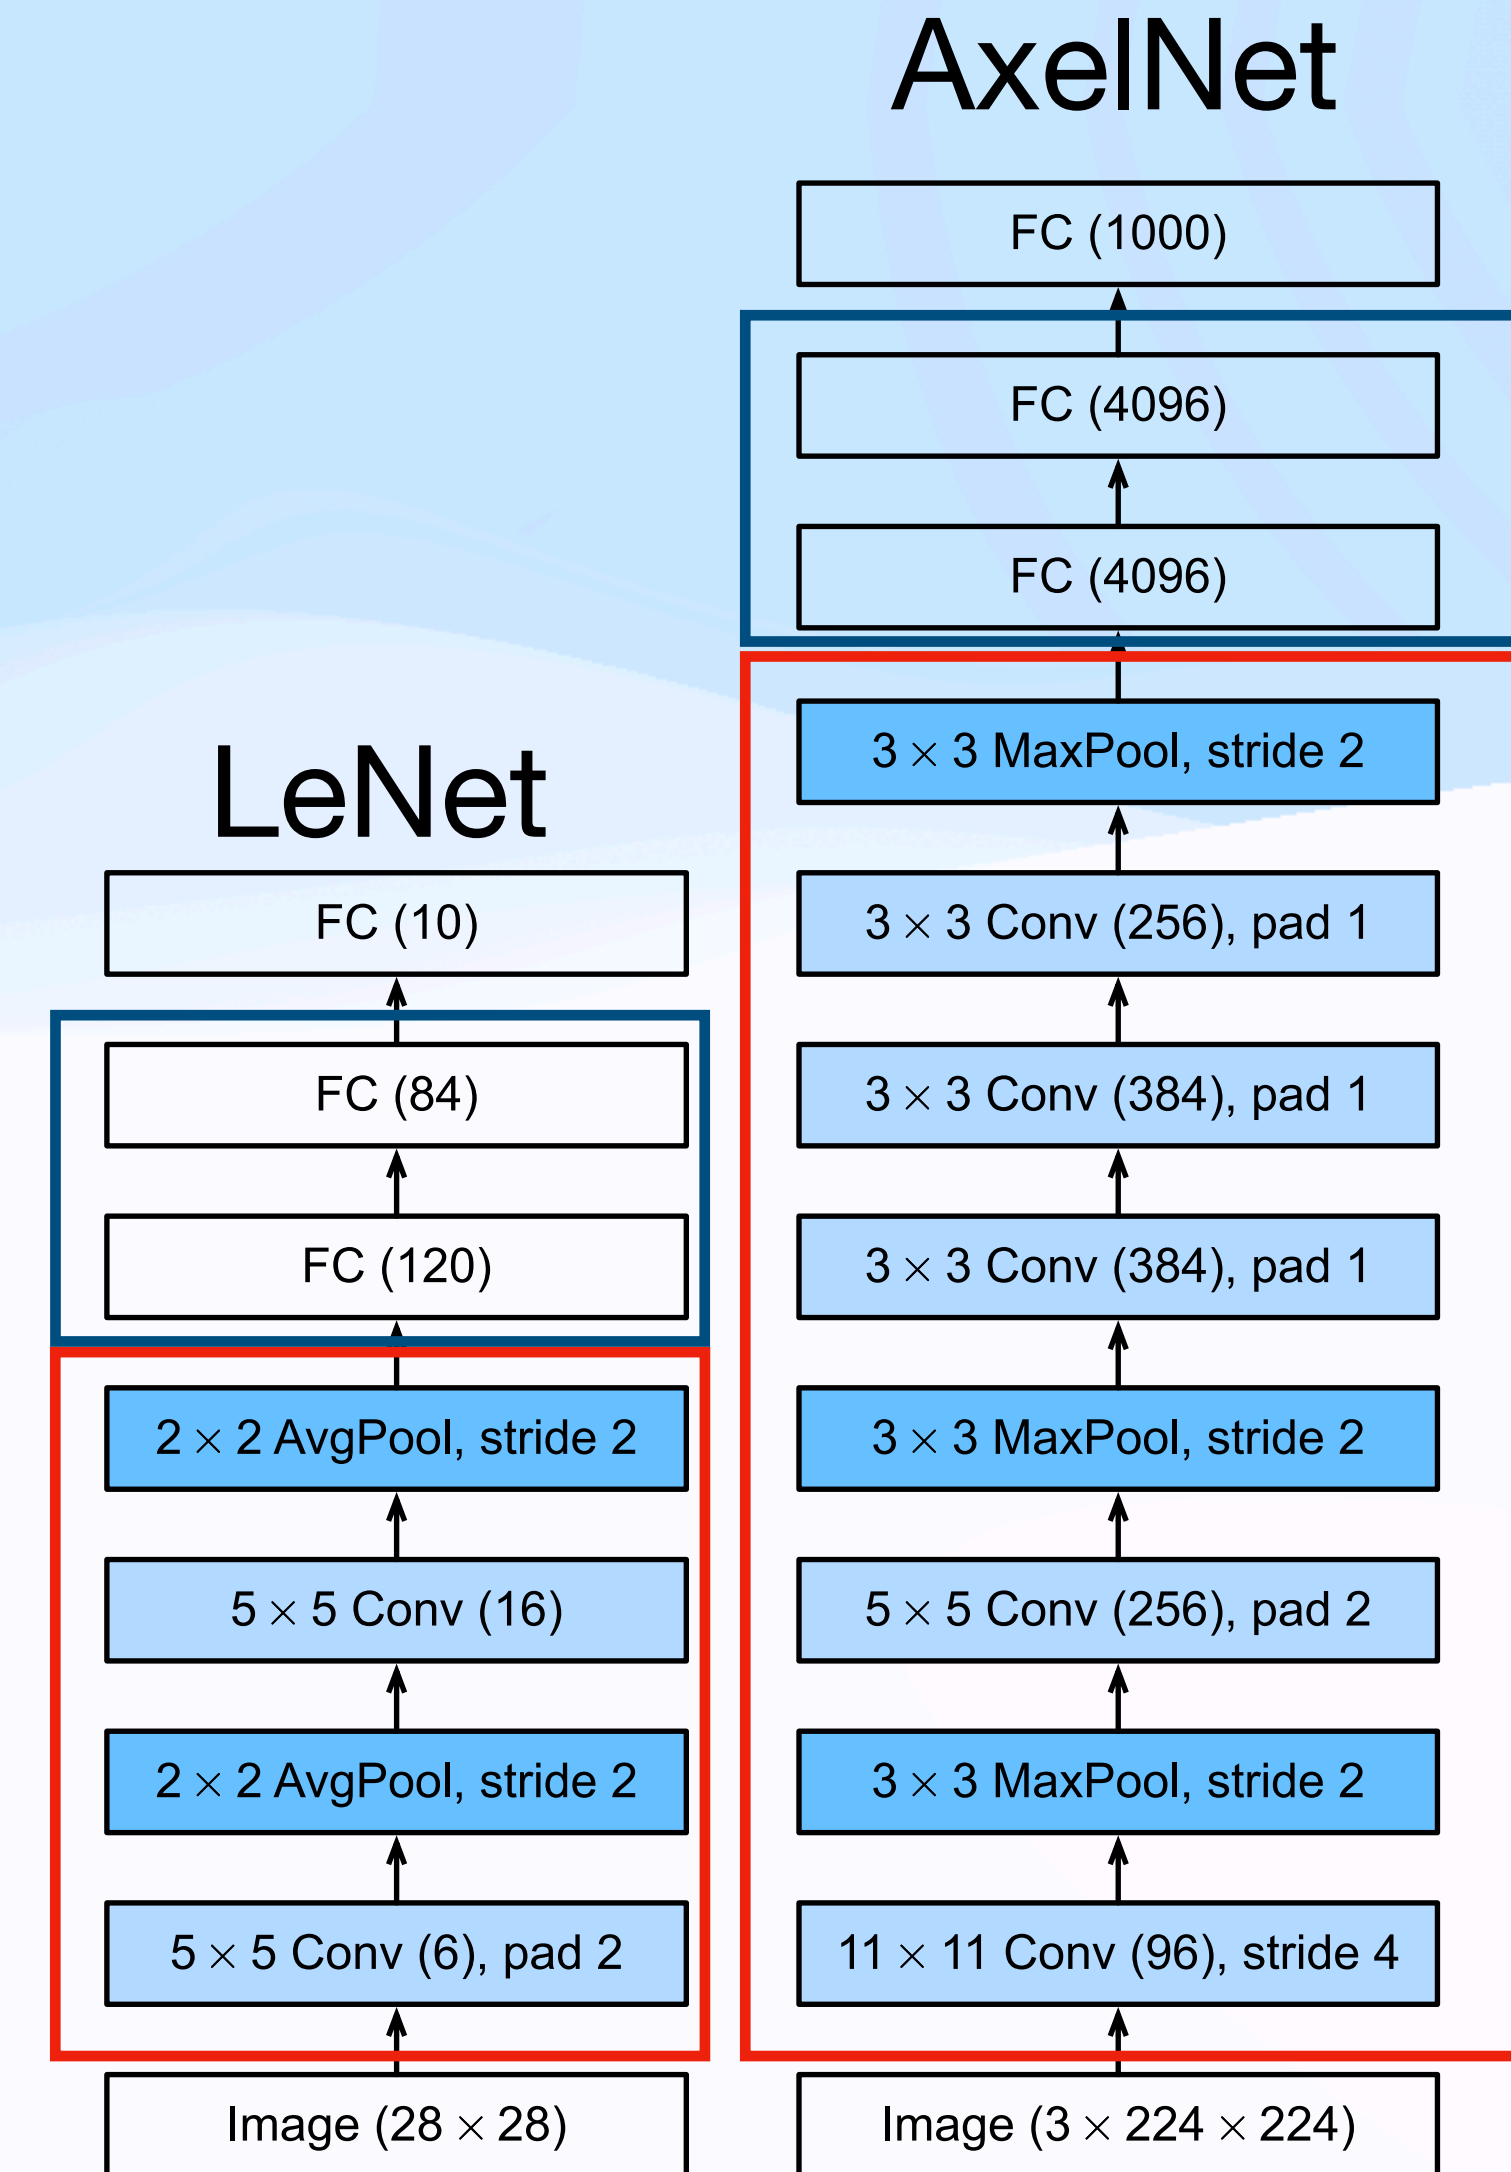 AxelNet
FC (1000)
FC (4096)
FC (4096)
3 × 3 MaxPool, stride 2
3 × 3 Conv (256), pad 1
3 × 3 Conv (384), pad 1
3 × 3 Conv (384), pad 1
3 × 3 MaxPool, stride 2
5 × 5 Conv (256), pad 2
3 × 3 MaxPool, stride 2
11 × 11 Conv (96), stride 4
Image (3 × 224 × 224)
LeNet
FC (10)
FC (84)
FC (120)
2 × 2 AvgPool, stride 2
5 × 5 Conv (16)
2 × 2 AvgPool, stride 2
5 × 5 Conv (6), pad 2
Image (28 × 28)